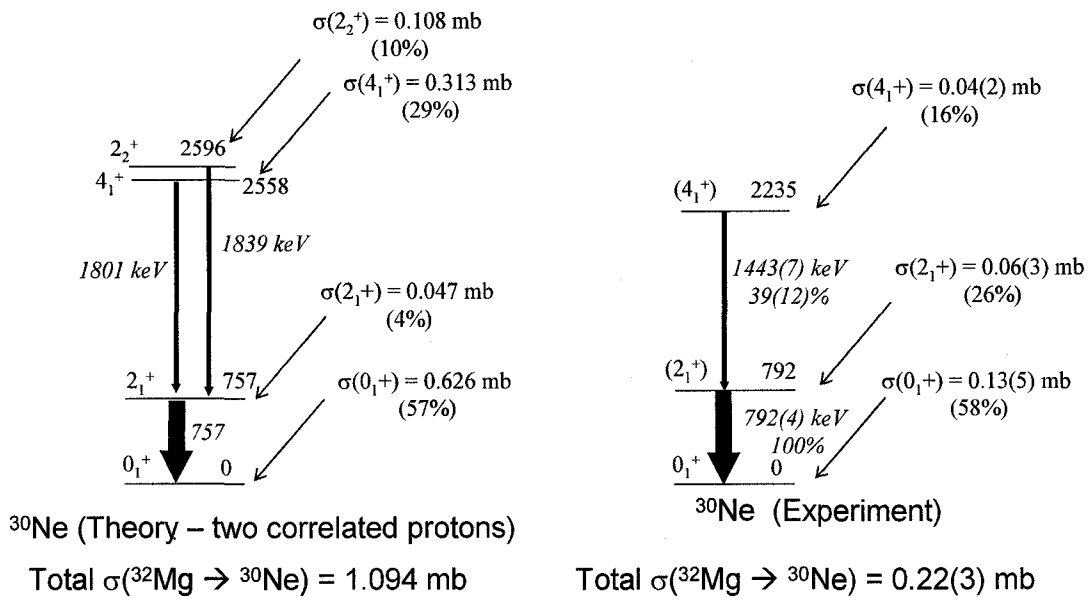 σ(2₂⁺) = 0.108 mb
(10%)
σ(4₁⁺) = 0.313 mb
(29%)
2₂⁺ 2596
4₁⁺ 2558
1839 keV
1801 keV
σ(2₁+) = 0.047 mb
(4%)
2₁⁺ 757
σ(0₁+) = 0.626 mb
(57%)
757
0₁⁺ 0
³⁰Ne (Theory – two correlated protons)
Total σ(³²Mg → ³⁰Ne) = 1.094 mb
σ(4₁+) = 0.04(2) mb
(16%)
(4₁⁺) 2235
1443(7) keV
39(12)%
σ(2₁+) = 0.06(3) mb
(26%)
(2₁⁺) 792
σ(0₁+) = 0.13(5) mb
(58%)
792(4) keV
100%
0₁⁺ 0
³⁰Ne (Experiment)
Total σ(³²Mg → ³⁰Ne) = 0.22(3) mb